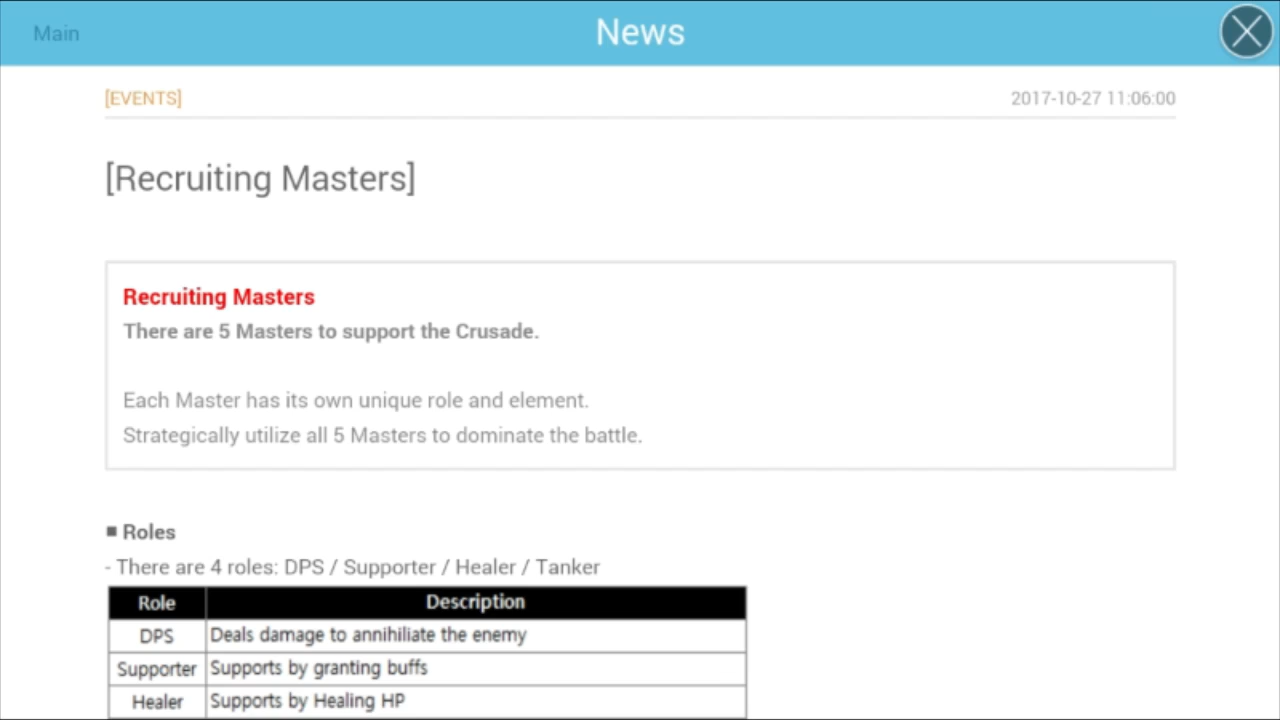 Main
News
[EVENTS]
2017-10-27 11:06:00
[Recruiting Masters]
Recruiting Masters
There are 5 Masters to support the Crusade.
Each Master has its own unique role and element.
Strategically utilize all 5 Masters to dominate the battle.
■ Roles
- There are 4 roles: DPS / Supporter / Healer / Tanker
Role Description
DPS Deals damage to annihiliate the enemy
Supporter Supports by granting buffs
Healer Supports by Healing HP